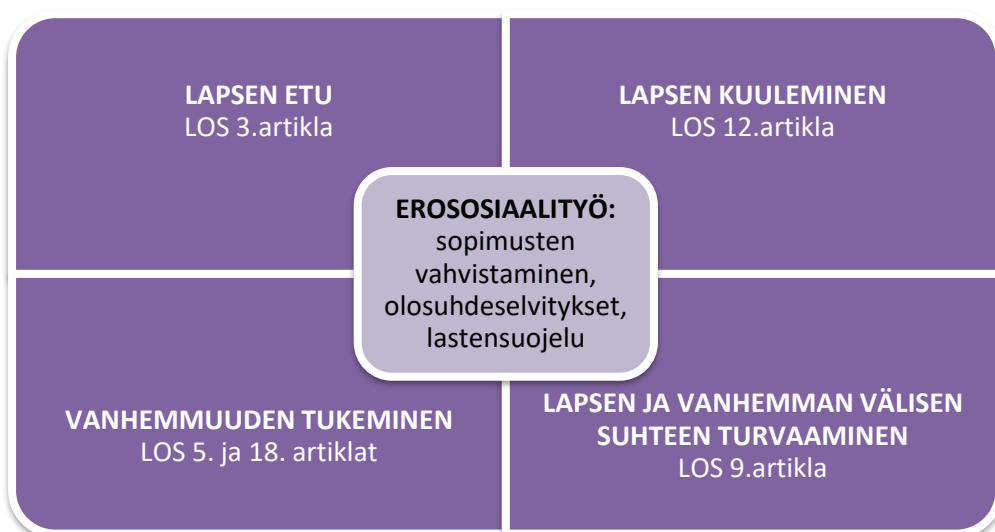 LAPSEN ETU
LOS 3.artikla
LAPSEN KUULEMINEN
LOS 12.artikla
EROSOSIAALITYÖ:
sopimusten
vahvistaminen,
olosuhdeselvitykset,
lastensuojelu
VANHEMMUUDEN TUKEMINEN
LOS 5. ja 18. artiklat
LAPSEN JA VANHEMMAN VÄLISEN
SUHTEEN TURVAAMINEN
LOS 9.artikla